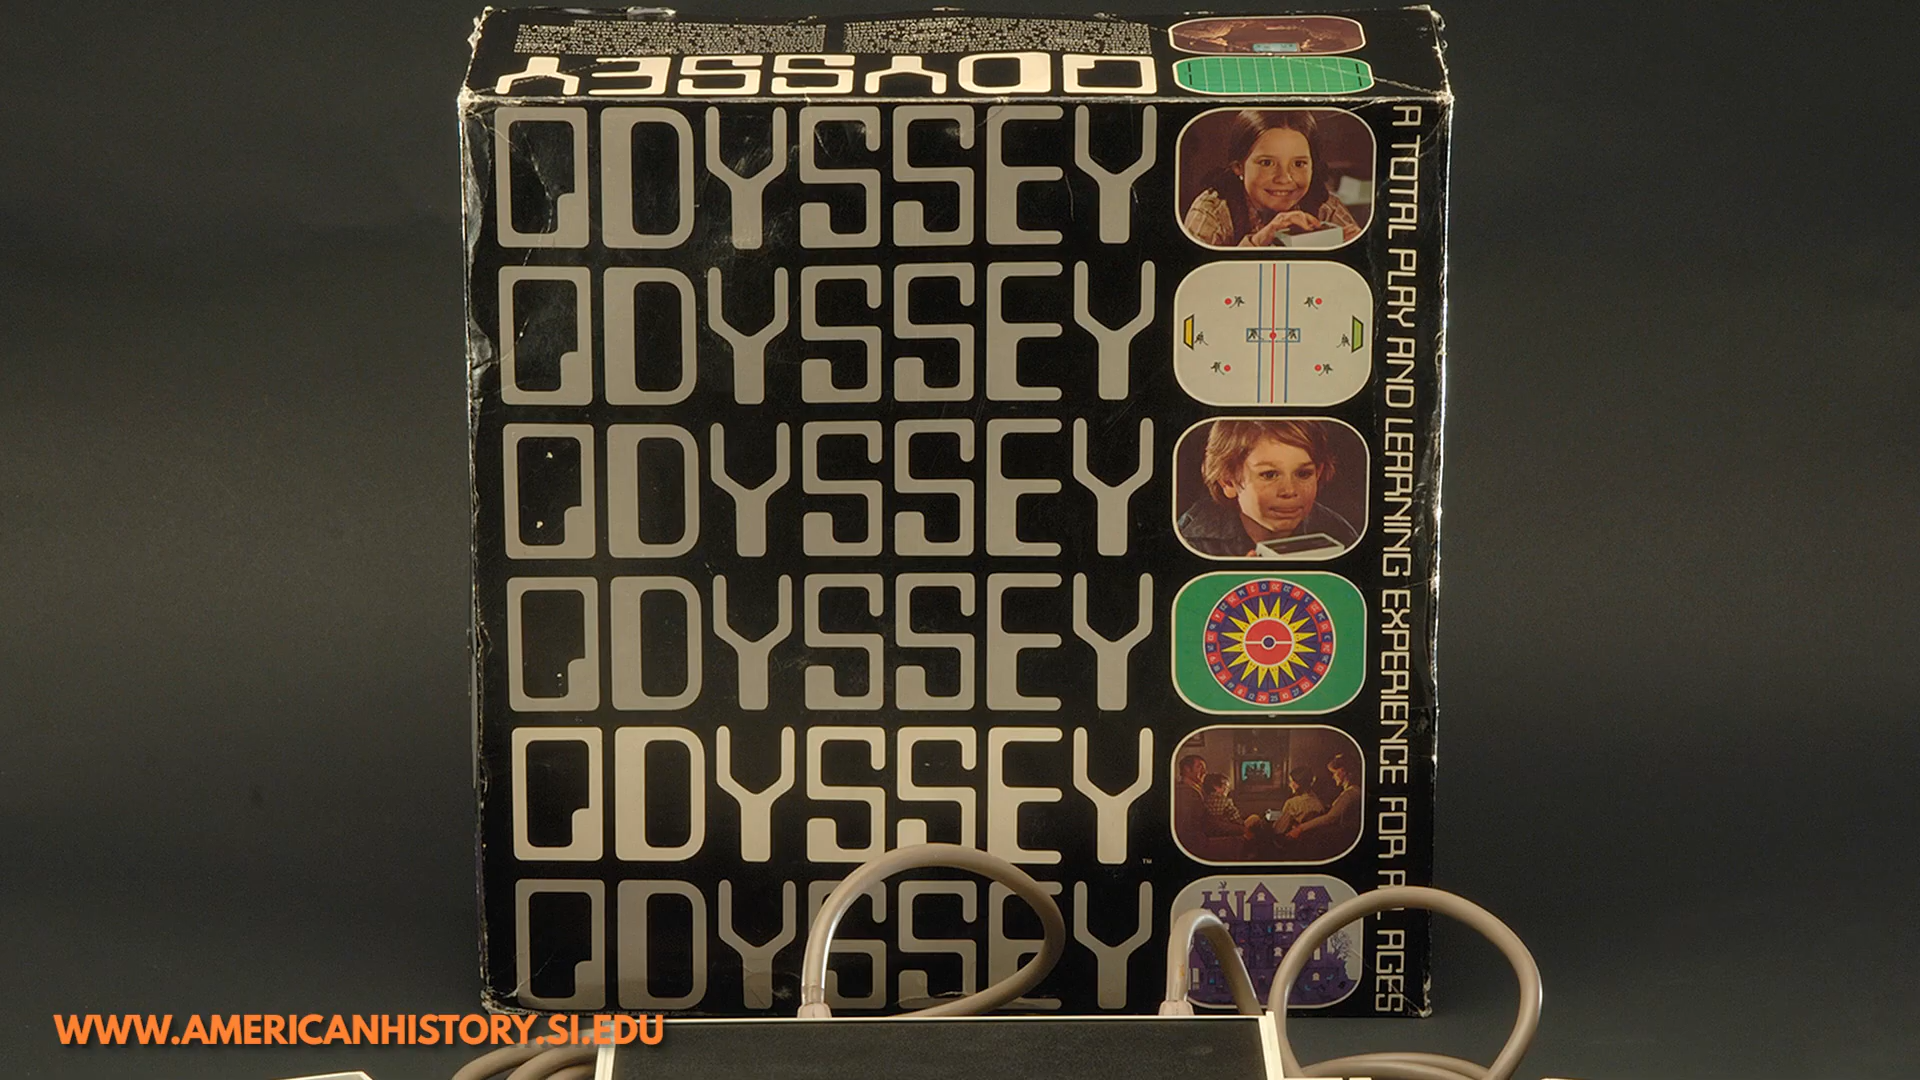 ODYSSEY
ODYSSEY
ODYSSEY
ODYSSEY
ODYSSEY
ODYSSEY
ODYSSEY
TM
A TOTAL PLAY AND LEARNING EXPERIENCE FOR ALL AGES
WWW.AMERICANHISTORY.SI.EDU